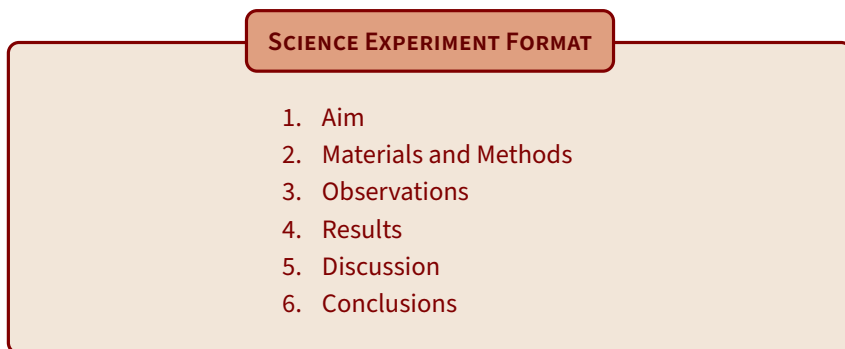 Science Experiment Format
1. Aim
2. Materials and Methods
3. Observations
4. Results
5. Discussion
6. Conclusions